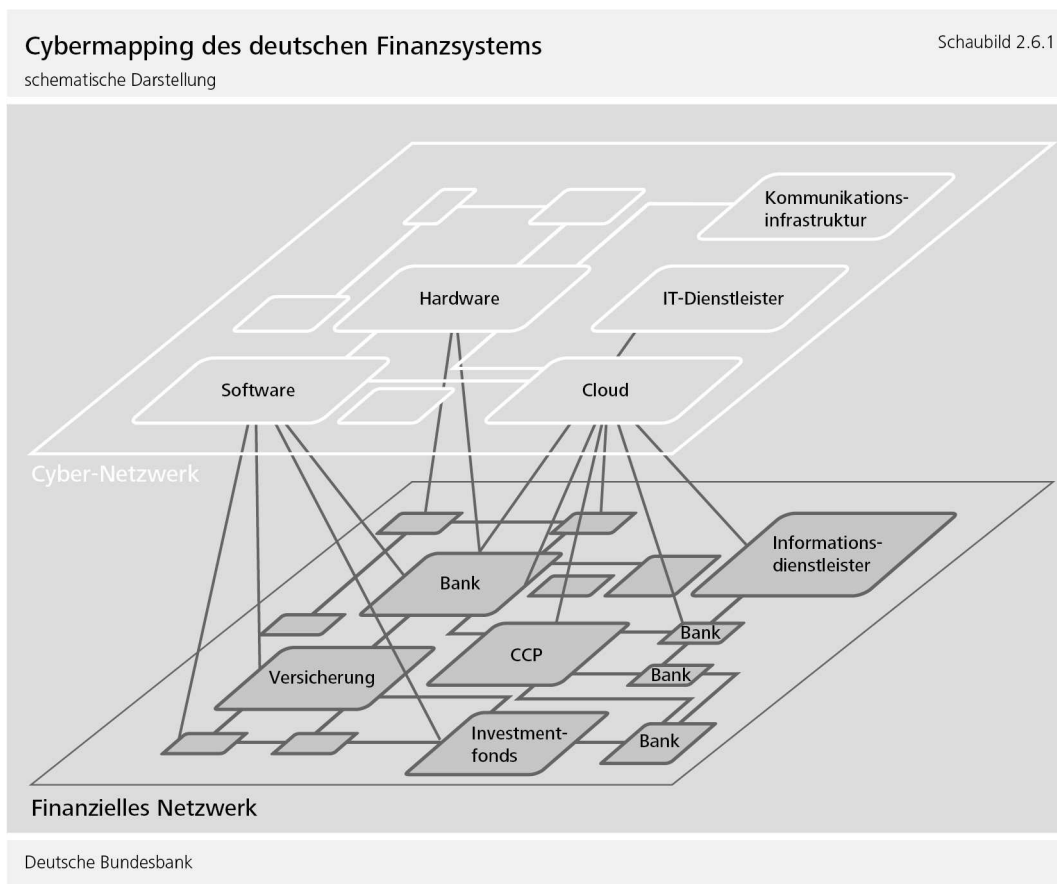 Cybermapping des deutschen Finanzsystems
Schaubild 2.6.1
schematische Darstellung
Kommunikations-
infrastruktur
Hardware
IT-Dienstleister
Software
Cloud
Cyber-Netzwerk
Informations-
dienstleister
Bank
Bank
CCP
Versicherung
Bank
Investment-
fonds
Bank
Finanzielles Netzwerk
Deutsche Bundesbank